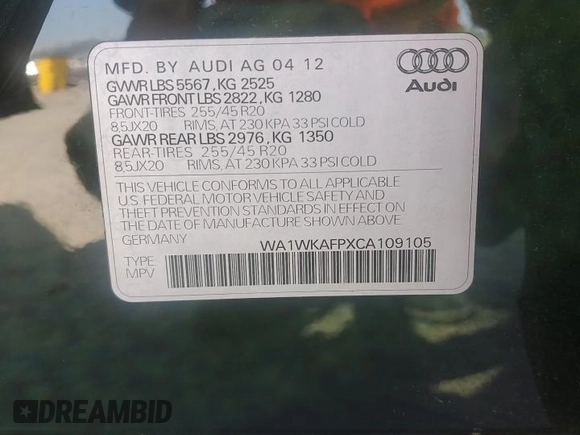 MFD. BY AUDI AG 04 12
GVWR LBS 5567, KG 2525
GAWR FRONT LBS 2822, KG 1280
FRONT-TIRES 255/45 R20
8,5JX20 RIMS, AT 230 KPA 33 PSI COLD
GAWR REAR LBS 2976, KG 1350
REAR-TIRES 255/45 R20
8,5JX20 RIMS, AT 230 KPA 33 PSI COLD
THIS VEHICLE CONFORMS TO ALL APPLICABLE
U.S. FEDERAL MOTOR VEHICLE SAFETY AND
THEFT PREVENTION STANDARDS IN EFFECT ON
THE DATE OF MANUFACTURE SHOWN ABOVE
GERMANY
WA1WKAFPXCA109105
TYPE:
MPV
Audi
DREAMBID